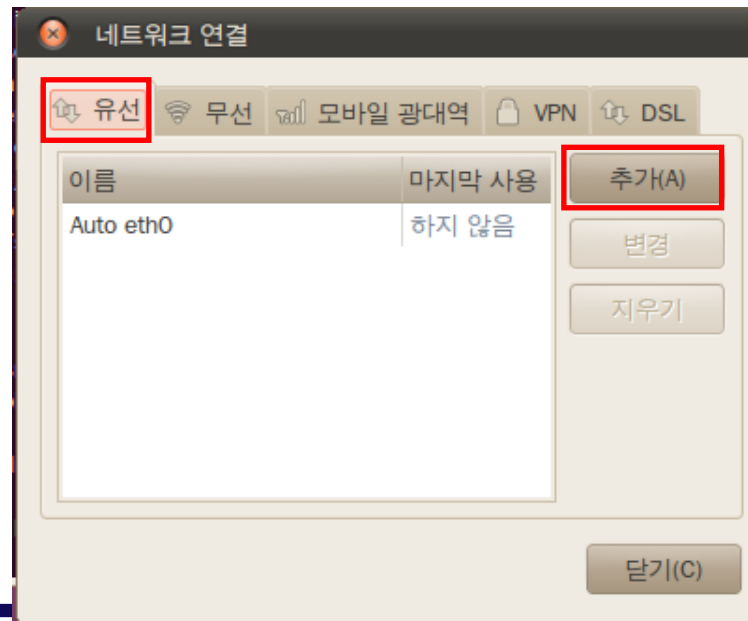 네트워크 연결
유선 무선 모바일 광대역 VPN DSL
이름 마지막 사용 추가(A)
Auto eth0 하지 않음 변경
지우기
닫기(C)